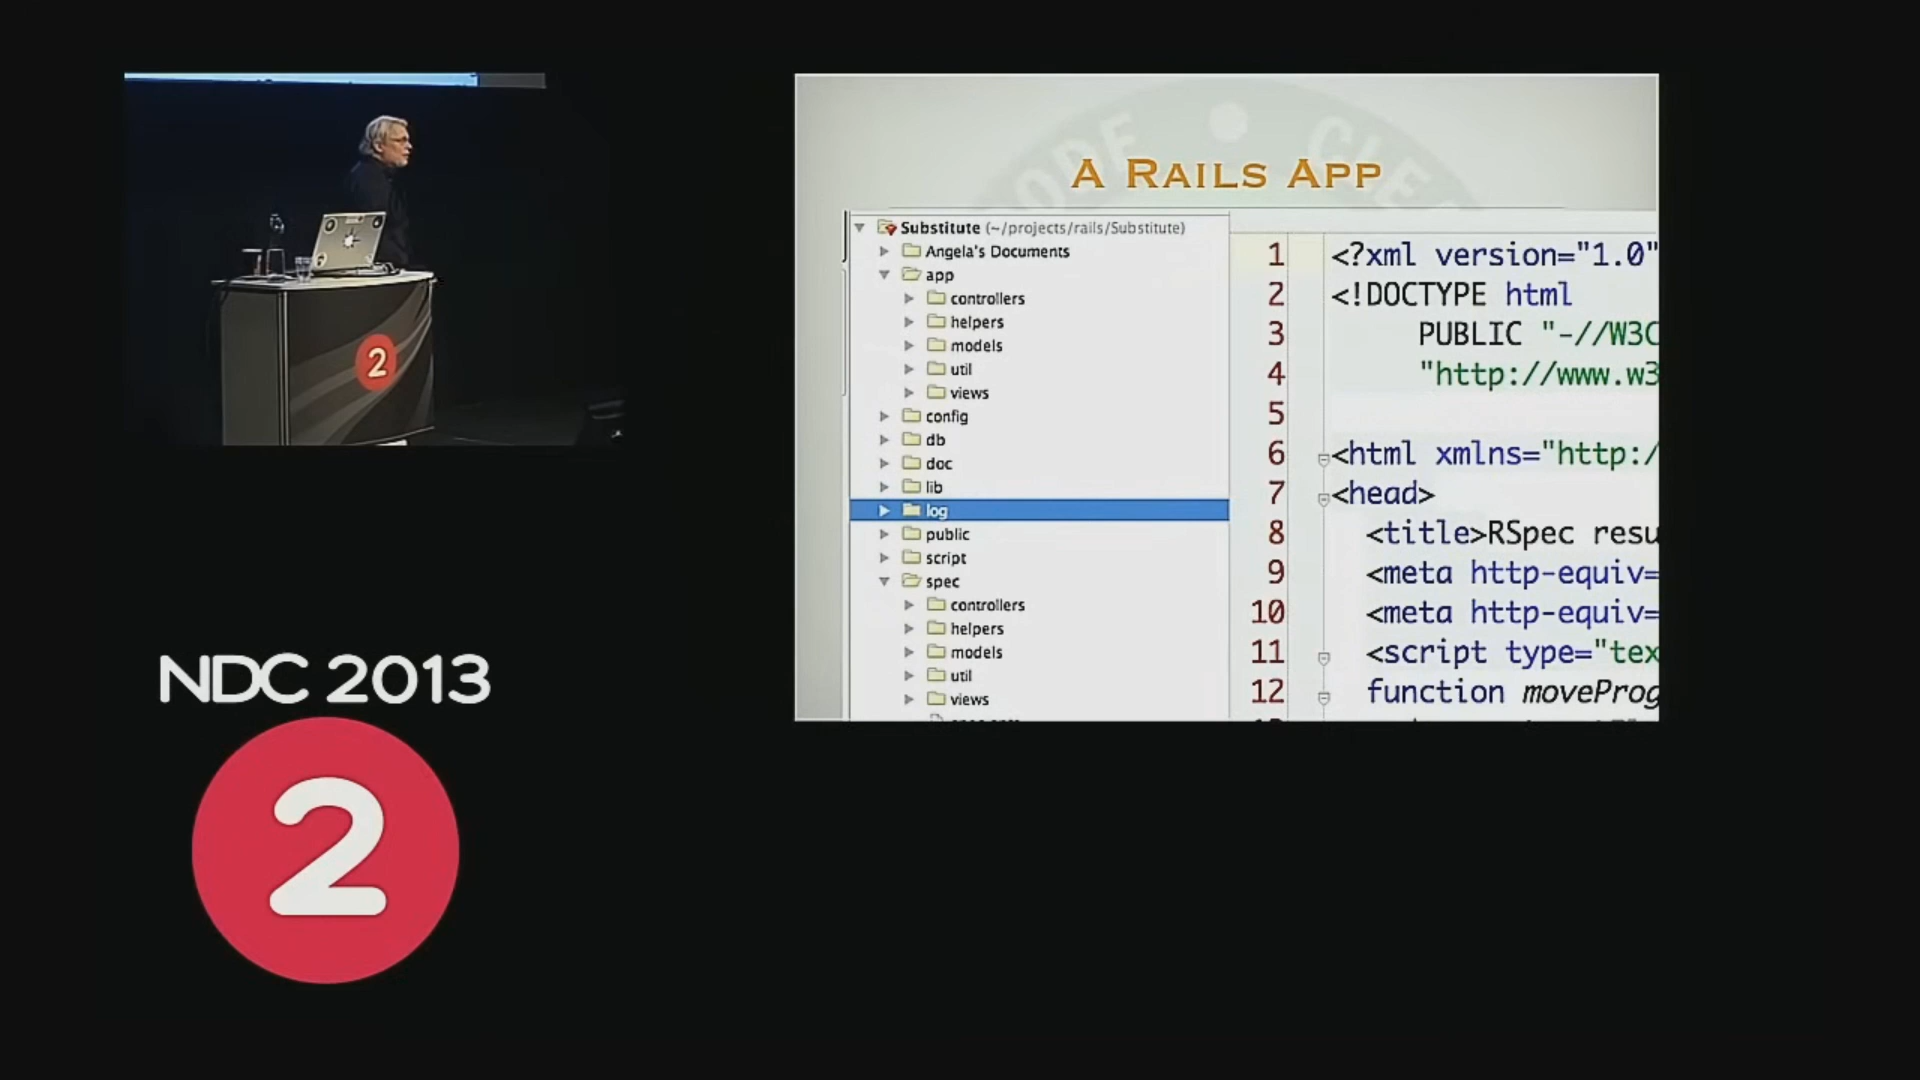 2
NDC 2013
2
CODE CLE
A RAILS APP
Substitute (~/projects/rails/Substitute)
Angela's Documents
app
controllers
helpers
models
util
views
config
db
doc
lib
log
public
script
spec
controllers
helpers
models
util
views
1 <?xml version="1.0"
2 <!DOCTYPE html
3 PUBLIC "-//W3C
4 "http://www.w3
5
6 <html xmlns="http:/
7 <head>
8 <title>RSpec resu
9 <meta http-equiv=
10 <meta http-equiv=
11 <script type="tex
12 function moveProg